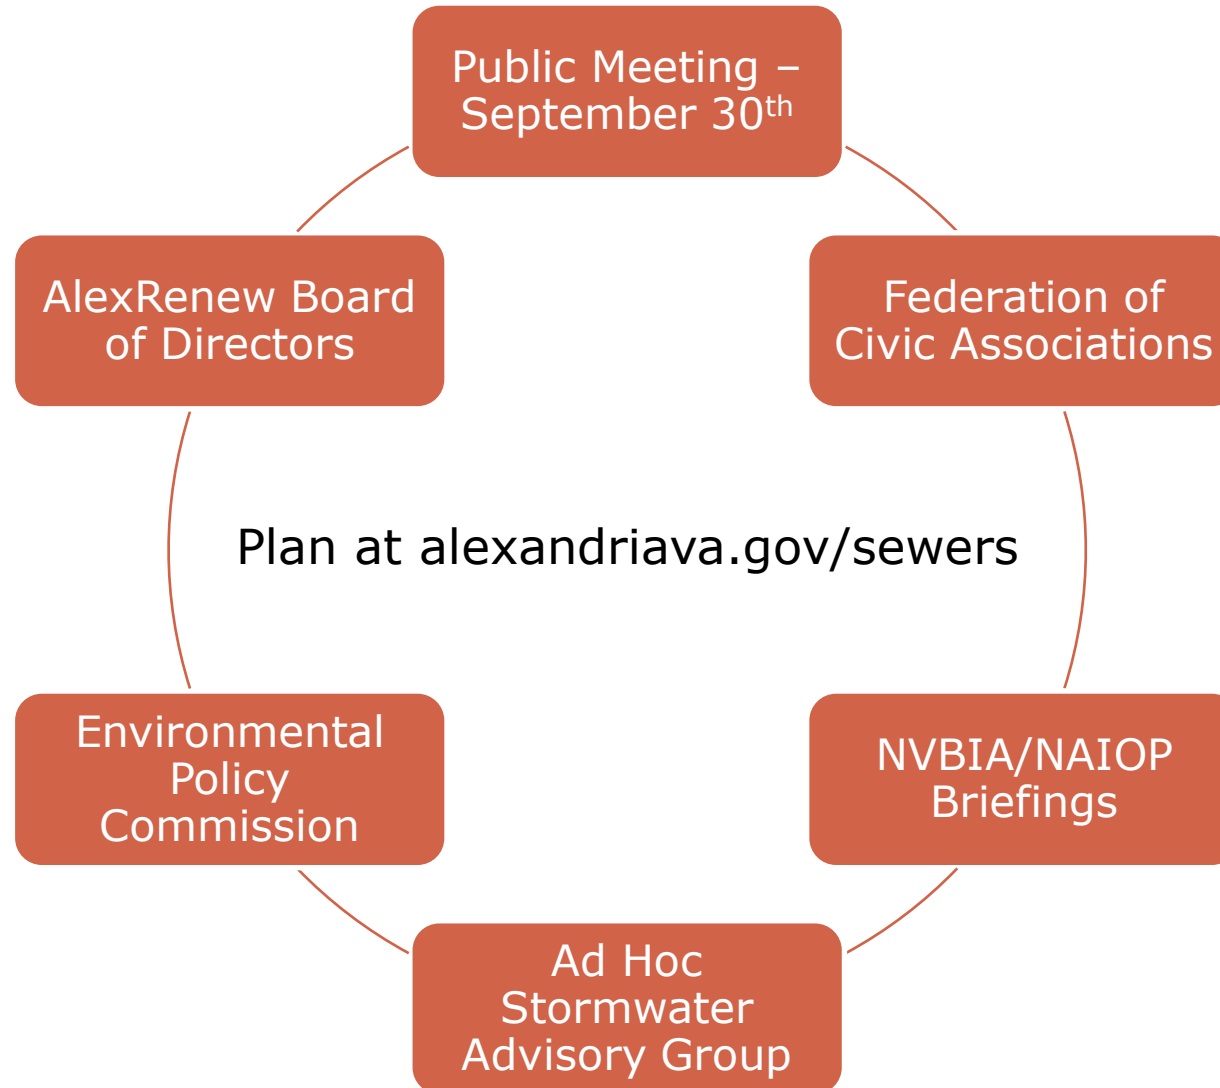 Public Meeting –
September 30th
AlexRenew Board
of Directors
Federation of
Civic Associations
Plan at alexandriava.gov/sewers
Environmental
Policy
Commission
NVBIA/NAIOP
Briefings
Ad Hoc
Stormwater
Advisory Group